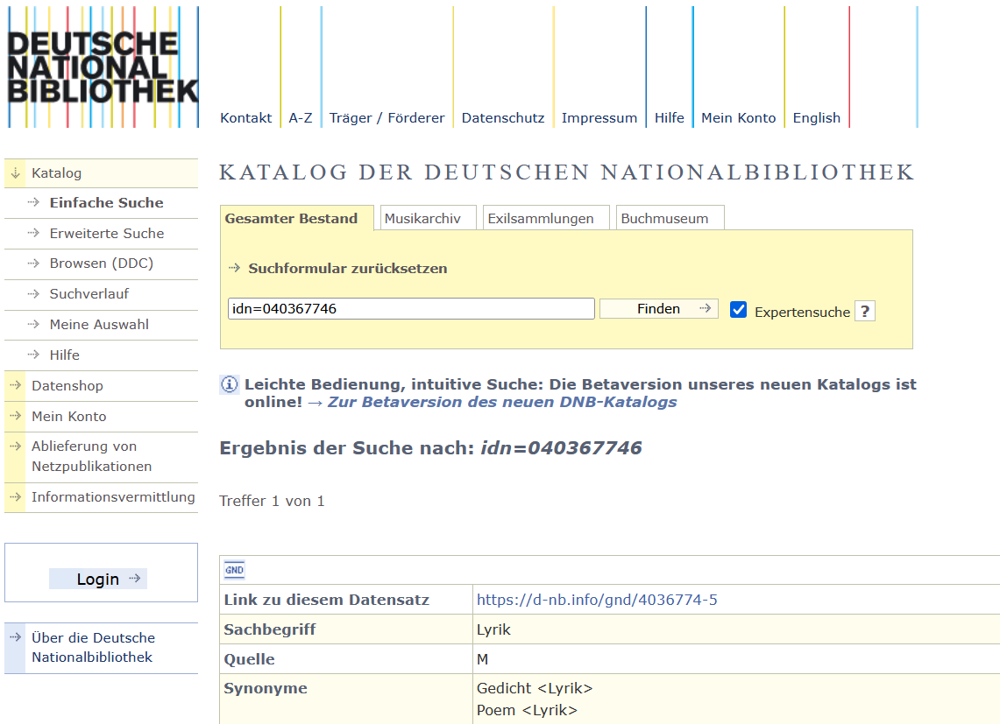 DEUTSCHE
NATIONAL
BIBLIOTHEK
Kontakt A-Z Träger / Förderer Datenschutz Impressum Hilfe Mein Konto English
Katalog
Einfache Suche
Erweiterte Suche
Browsen (DDC)
Suchverlauf
Meine Auswahl
Hilfe
Datenshop
Mein Konto
Ablieferung von
Netzpublikationen
Informationsvermittlung
Login
Über die Deutsche
Nationalbibliothek
KATALOG DER DEUTSCHEN NATIONALBIBLIOTHEK
Gesamter Bestand Musikarchiv Exilsammlungen Buchmuseum
Suchformular zurücksetzen
idn=040367746 Finden Expertensuche ?
Leichte Bedienung, intuitive Suche: Die Betaversion unseres neuen Katalogs ist
online! → Zur Betaversion des neuen DNB-Katalogs
Ergebnis der Suche nach: idn=040367746
Treffer 1 von 1
GND
Link zu diesem Datensatz https://d-nb.info/gnd/4036774-5
Sachbegriff Lyrik
Quelle M
Synonyme Gedicht <Lyrik>
Poem <Lyrik>